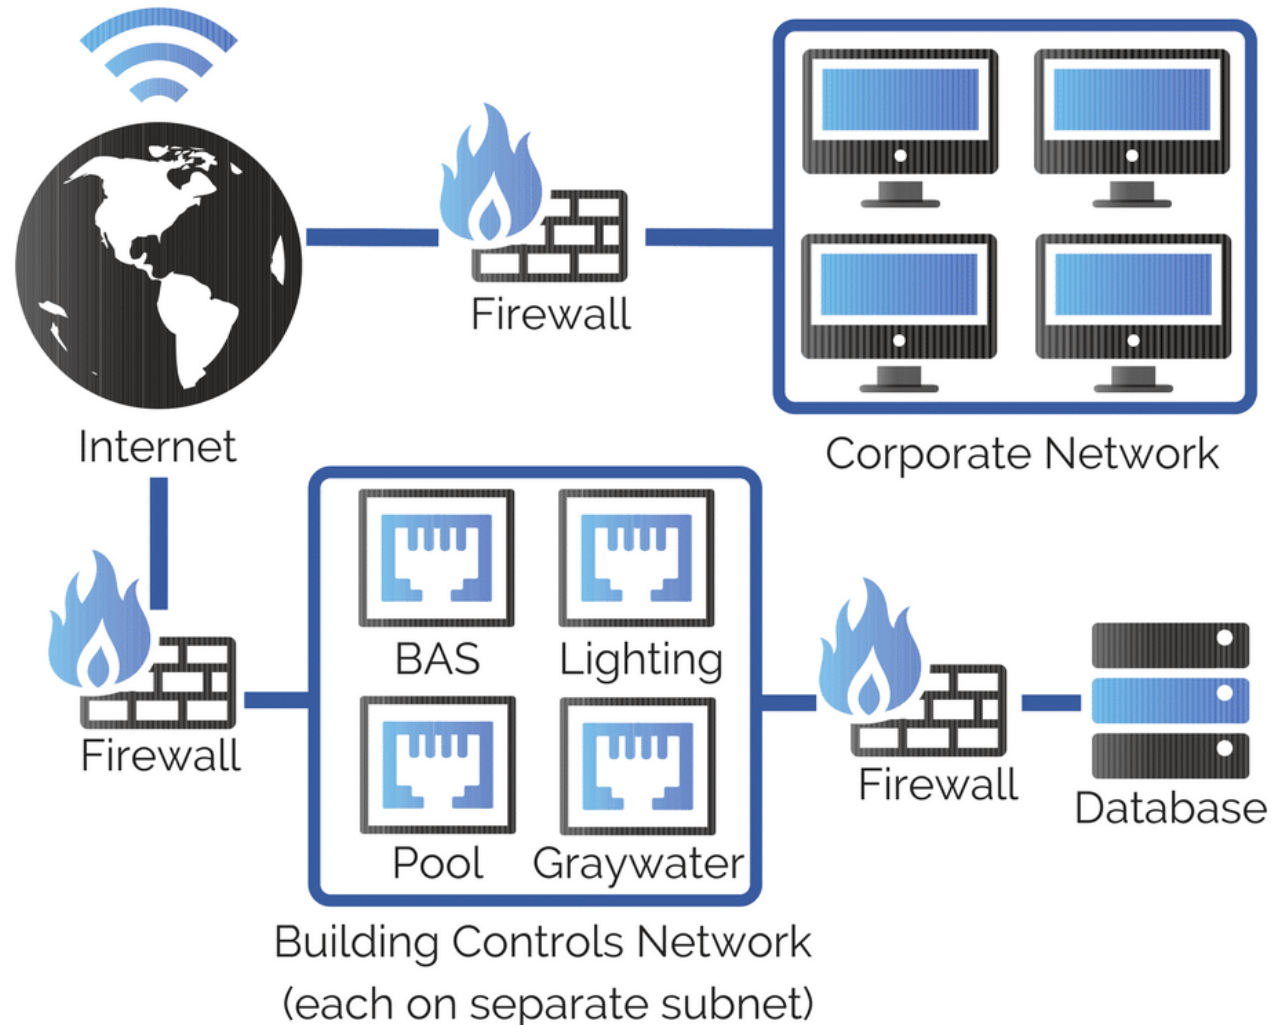 Firewall
Internet
Corporate Network
BAS
Lighting
Firewall
Firewall
Database
Pool
Graywater
Building Controls Network
(each on separate subnet)